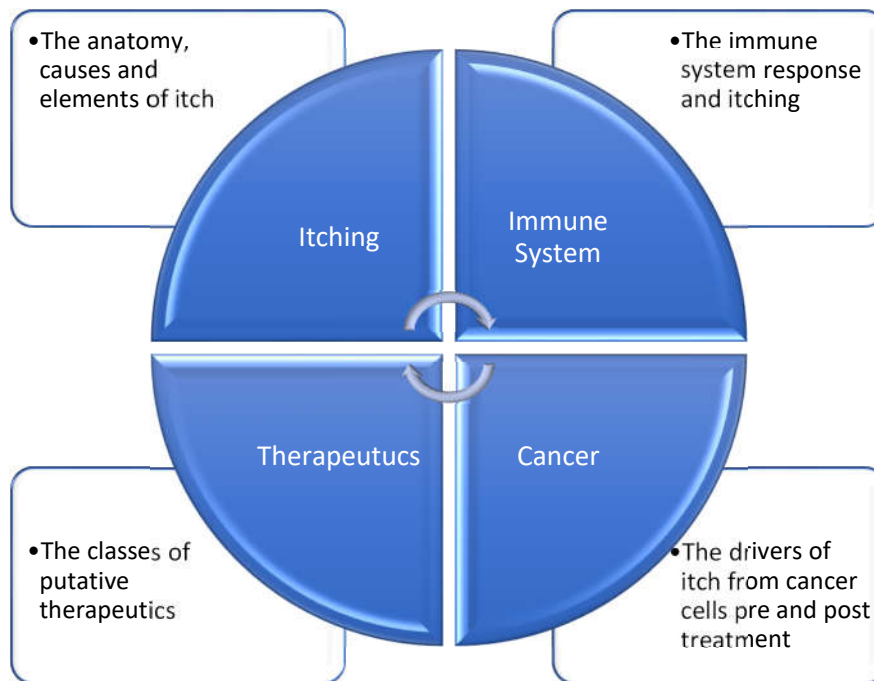 •The anatomy,
causes and
elements of itch
•The immune
system response
and itching
Itching
Immune
System
Therapeutucs
Cancer
•The classes of
putative
therapeutics
•The drivers of
itch from cancer
cells pre and post
treatment